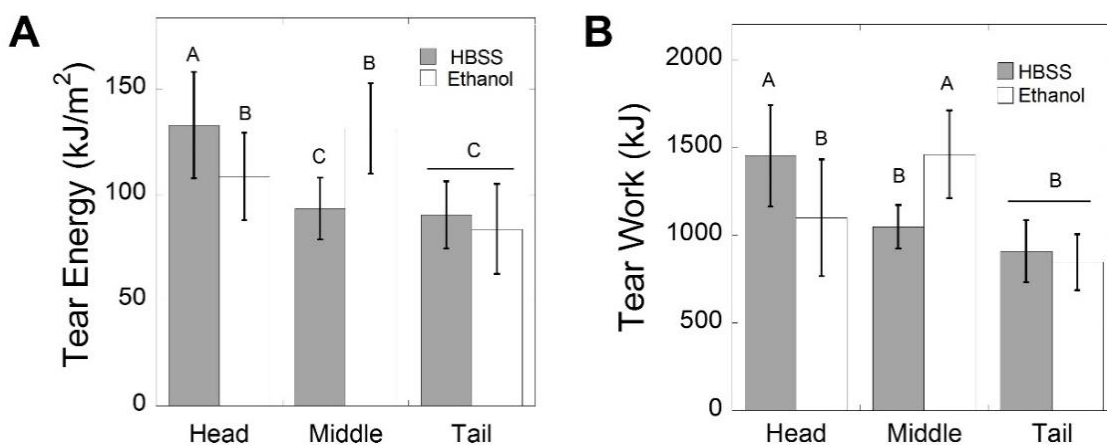 A
Tear Energy (kJ/m²)
150
100
50
0
HBSS
Ethanol
A
B
C
B
C
Head Middle Tail
B
Tear Work (kJ)
2000
1500
1000
500
0
HBSS
Ethanol
A
B
B
A
B
Head Middle Tail